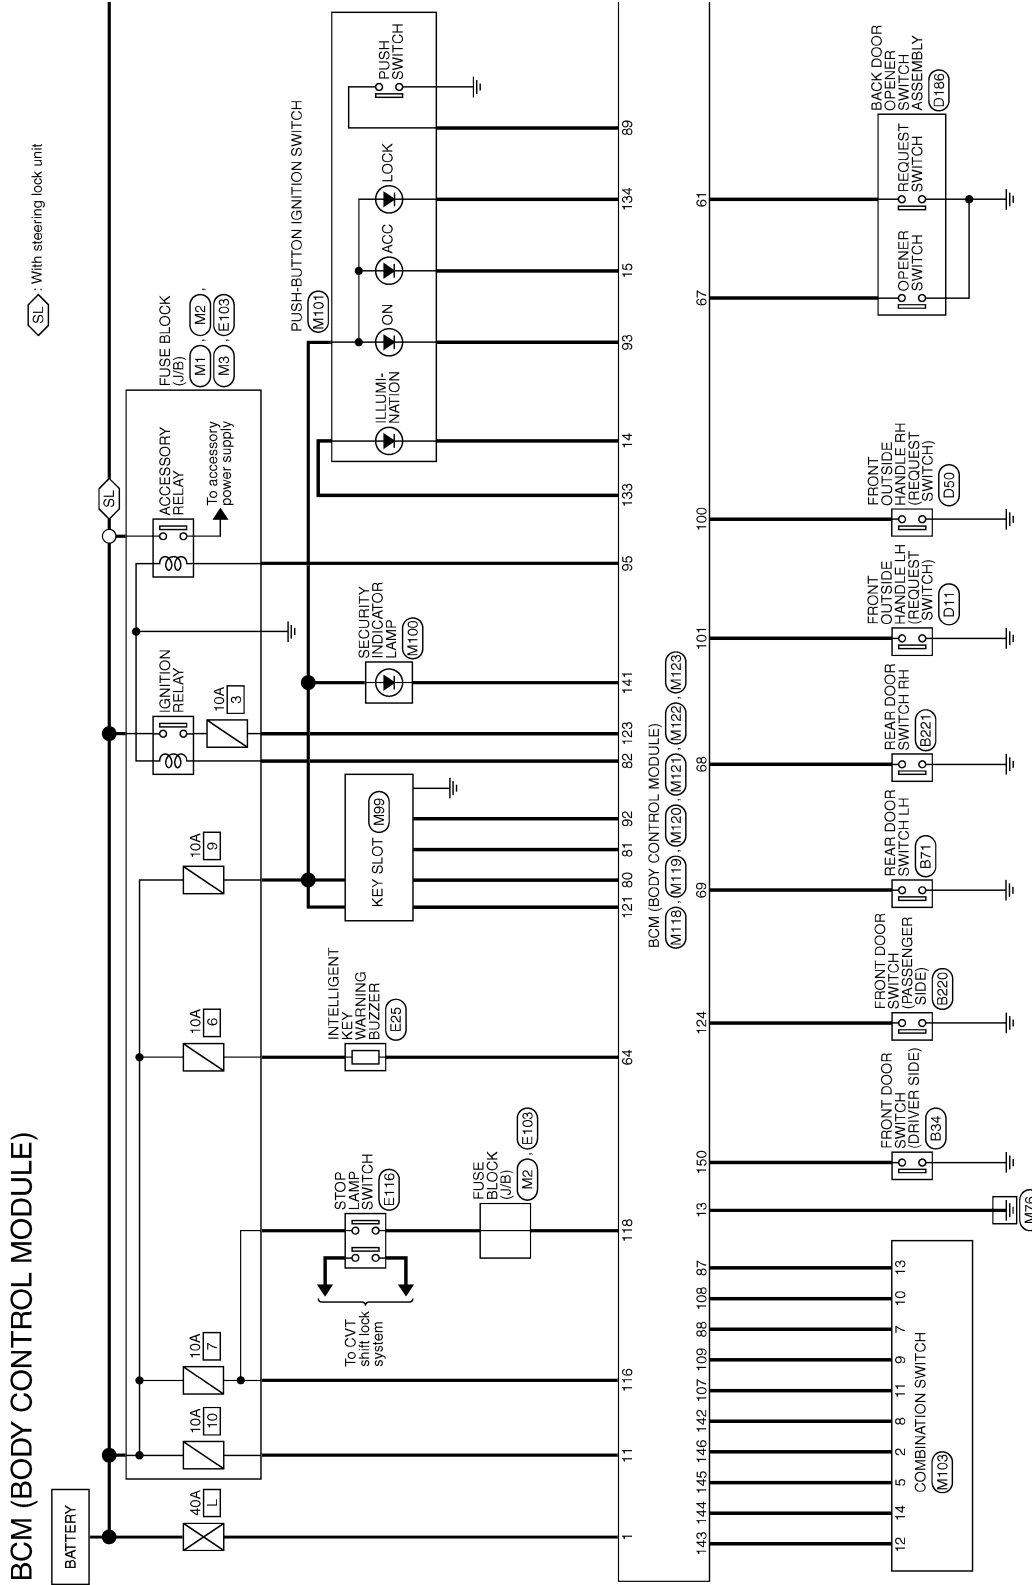 BCM (BODY CONTROL MODULE)
SL : With steering lock unit
BATTERY
40A
L
10A
10
10A
7
10A
6
10A
9
IGNITION
RELAY
10A
3
ACCESSORY
RELAY
To accessory
power supply
SL
FUSE BLOCK
(J/B)
M1 , M2 ,
M3 , E103
To CVT
shift lock
system
STOP
LAMP
SWITCH
E116
FUSE
BLOCK
(J/B)
M2 , E103
INTELLIGENT
KEY
WARNING
BUZZER
E25
KEY SLOT
M99
SECURITY
INDICATOR
LAMP
M100
PUSH-BUTTON IGNITION SWITCH
M101
ILLUMI-
NATION
ON
ACC
LOCK
PUSH
SWITCH
1
11
116
118
64
121
80
81
92
82
123
141
95
133
14
93
15
134
89
BCM (BODY CONTROL MODULE)
M118 , M119 , M120 , M121 , M122 , M123
143
144
145
146
142
107
109
88
108
87
13
150
124
69
68
101
100
67
61
12
14
5
2
8
11
9
7
10
13
COMBINATION SWITCH
M103
M76
FRONT DOOR
SWITCH
(DRIVER SIDE)
B34
FRONT DOOR
SWITCH
(PASSENGER
SIDE)
B220
REAR DOOR
SWITCH LH
B71
REAR DOOR
SWITCH RH
B221
FRONT
OUTSIDE
HANDLE LH
(REQUEST
SWITCH)
D11
FRONT
OUTSIDE
HANDLE RH
(REQUEST
SWITCH)
D50
OPENER
SWITCH
REQUEST
SWITCH
BACK DOOR
OPENER
SWITCH
ASSEMBLY
D186